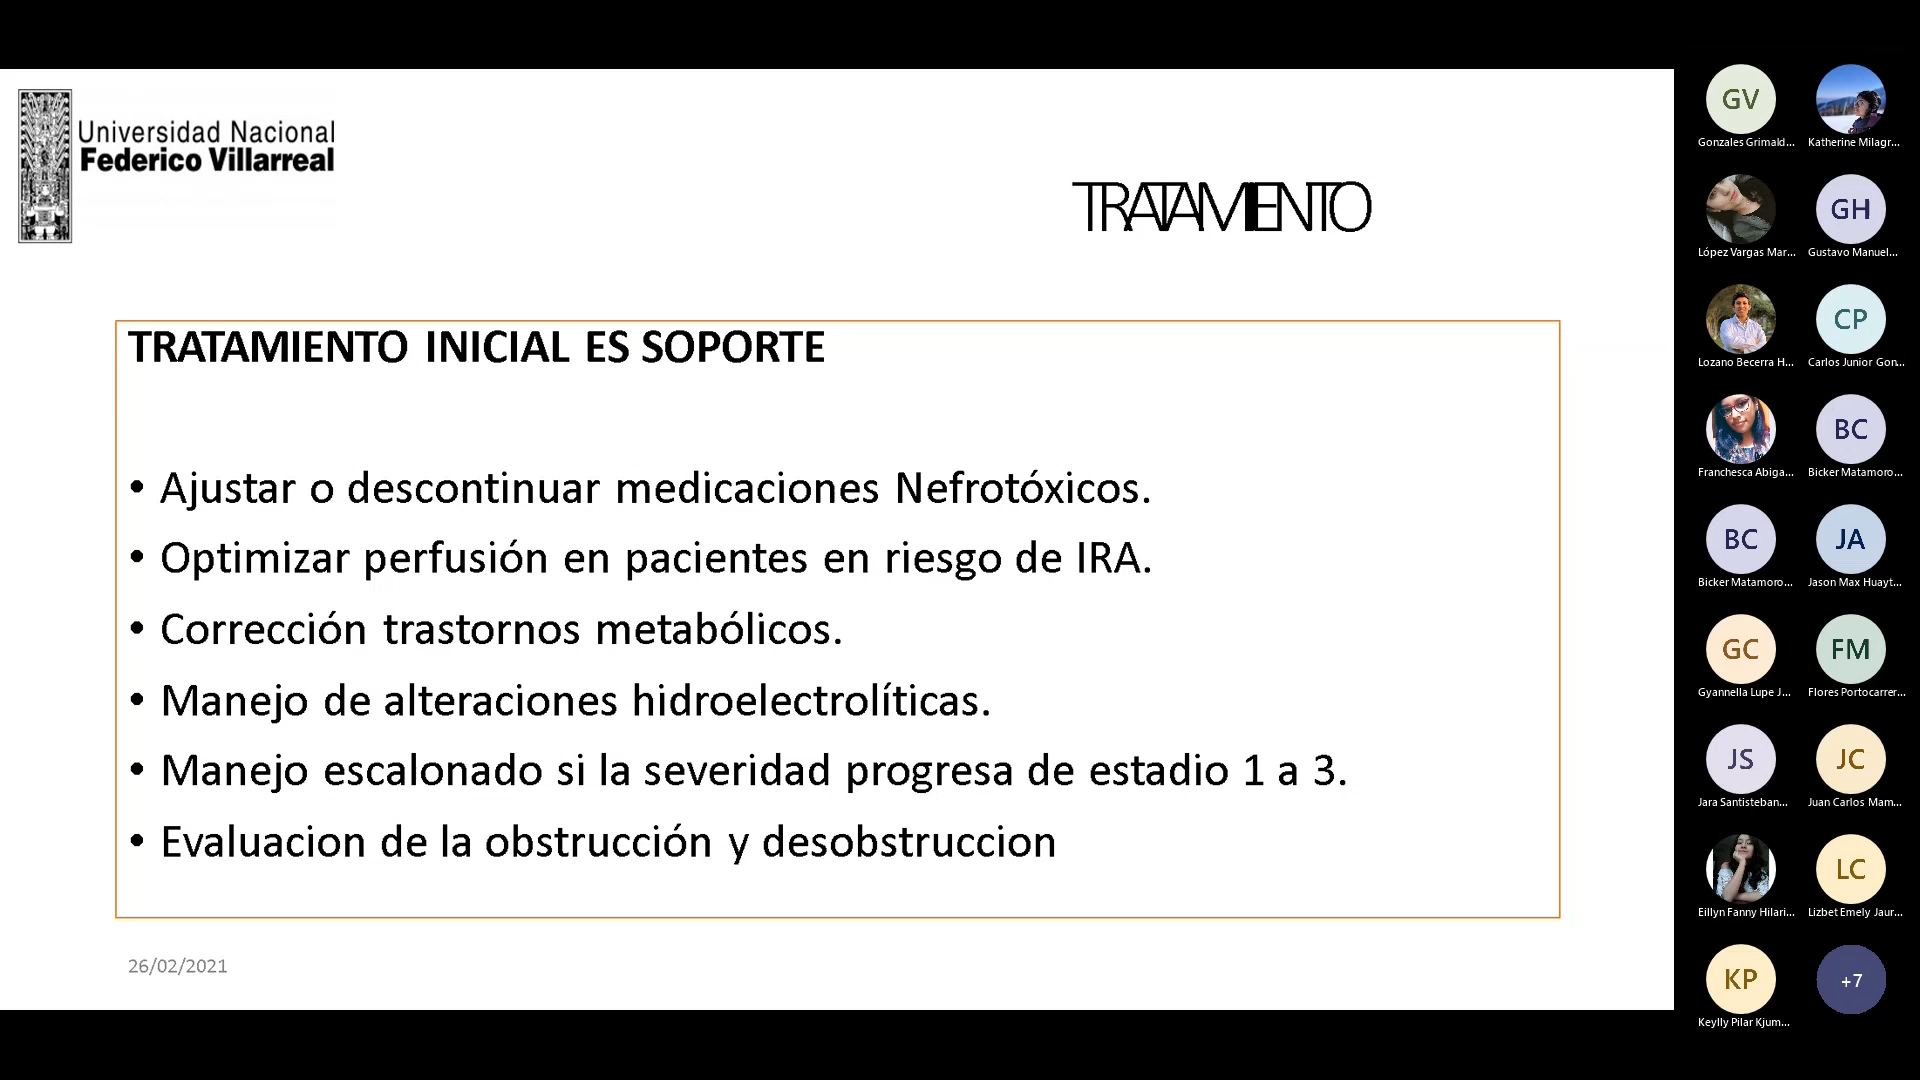 Universidad Nacional
Federico Villarreal
TRATAMIENTO
TRATAMIENTO INICIAL ES SOPORTE
• Ajustar o descontinuar medicaciones Nefrotóxicos.
• Optimizar perfusión en pacientes en riesgo de IRA.
• Corrección trastornos metabólicos.
• Manejo de alteraciones hidroelectrolíticas.
• Manejo escalonado si la severidad progresa de estadio 1 a 3.
• Evaluacion de la obstrucción y desobstruccion
26/02/2021
GV
Gonzales Grimald...
Katherine Milagr...
López Vargas Mar...
GH
Gustavo Manuel...
Lozano Becerra H...
CP
Carlos Junior Gon...
Franchesca Abiga...
BC
Bicker Matamoro...
BC
Bicker Matamoro...
JA
Jason Max Huayt...
GC
Gyannella Lupe J...
FM
Flores Portocarrer...
JS
Jara Santisteban...
JC
Juan Carlos Mam...
Eillyn Fanny Hilari...
LC
Lizbet Emely Jaur...
KP
Keylly Pilar Kjum...
+7